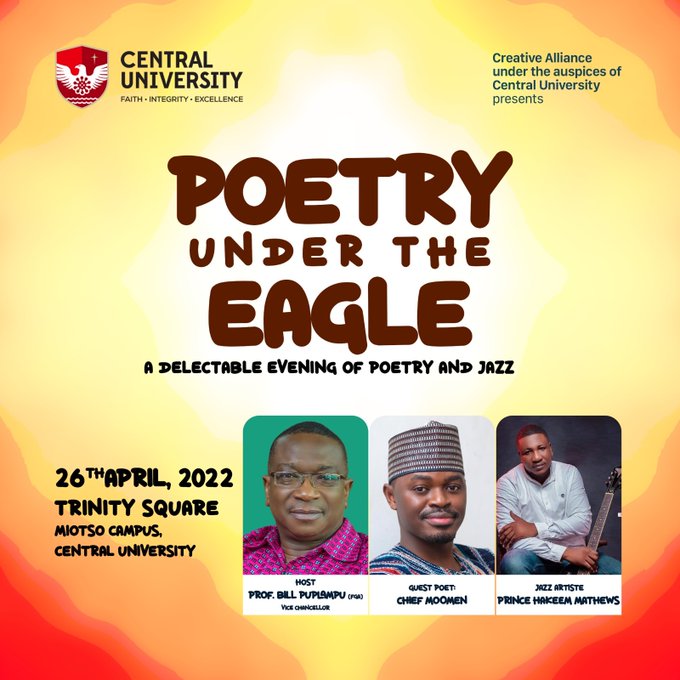 CENTRAL
UNIVERSITY
FAITH • INTEGRITY • EXCELLENCE
Creative Alliance
under the auspices of
Central University
presents
POETRY
UNDER THE
EAGLE
A DELECTABLE EVENING OF POETRY AND JAZZ
26TH APRIL, 2022
TRINITY SQUARE
MIOTSO CAMPUS,
CENTRAL UNIVERSITY
HOST
PROF. BILL PUPLAMPU (FGA)
VICE CHANCELLOR
GUEST POET:
CHIEF MOOMEN
JAZZ ARTISTE
PRINCE HAKEEM MATHEWS